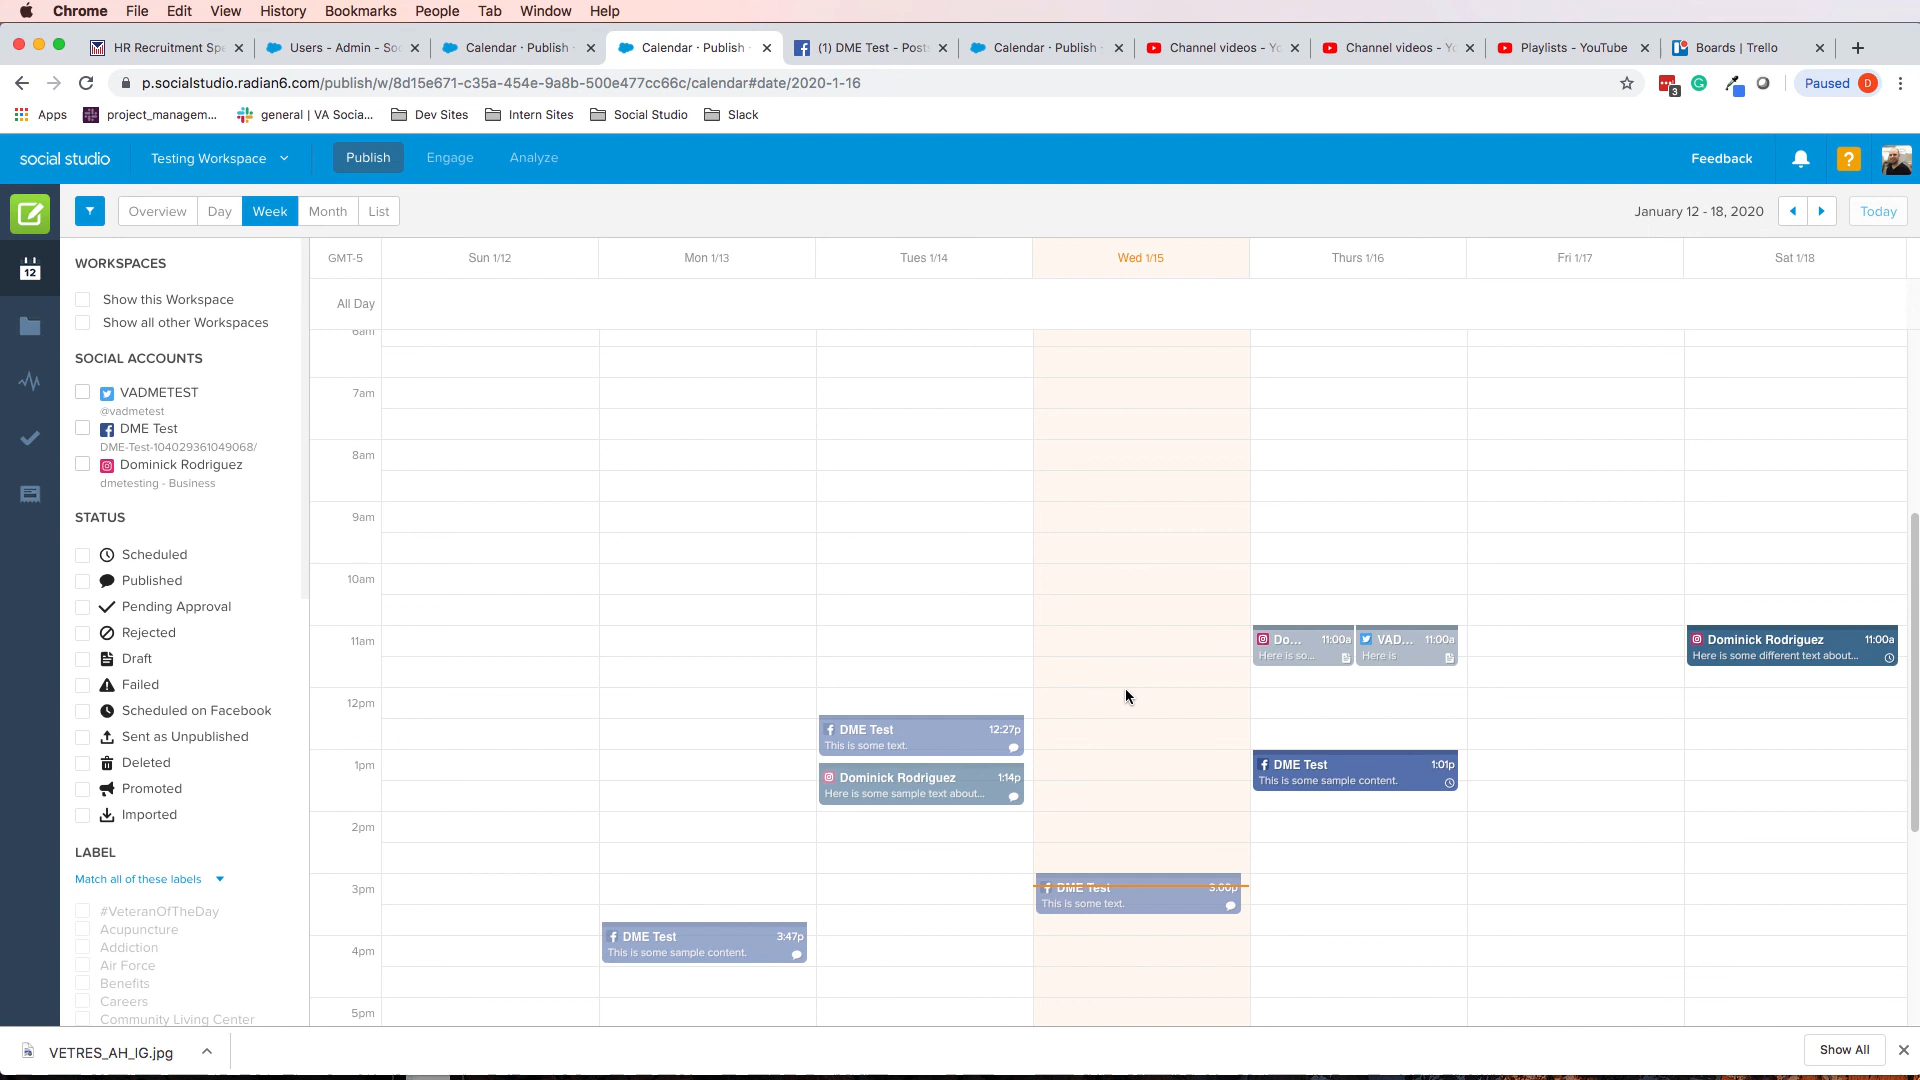 Chrome File Edit View History Bookmarks People Tab Window Help
HR Recruitment Spe Users - Admin - Soc Calendar · Publish Calendar · Publish (1) DME Test - Posts Calendar · Publish Channel videos - Yo Channel videos - Yo Playlists - YouTube Boards | Trello
p.socialstudio.radian6.com/publish/w/8d15e671-c35a-454e-9a8b-500e477cc66c/calendar#date/2020-1-16 3 Paused D
Apps project_managem... general | VA Socia... Dev Sites Intern Sites Social Studio Slack
social studio Testing Workspace Publish Engage Analyze Feedback ?
Overview Day Week Month List January 12 - 18, 2020 Today
12
WORKSPACES
Show this Workspace
Show all other Workspaces
SOCIAL ACCOUNTS
VADMETEST
@vadmetest
DME Test
DME-Test-104029361049068/
Dominick Rodriguez
dmetesting - Business
STATUS
Scheduled
Published
Pending Approval
Rejected
Draft
Failed
Scheduled on Facebook
Sent as Unpublished
Deleted
Promoted
Imported
LABEL
Match all of these labels
#VeteranOfTheDay
Acupuncture
Addiction
Air Force
Benefits
Careers
Community Living Center
GMT-5 Sun 1/12 Mon 1/13 Tues 1/14 Wed 1/15 Thurs 1/16 Fri 1/17 Sat 1/18
All Day
6am
7am
8am
9am
10am
11am
12pm
1pm
2pm
3pm
4pm
5pm
DME Test 3:47p
This is some sample content.
DME Test 12:27p
This is some text.
Dominick Rodriguez 1:14p
Here is some sample text about...
DME Test 3:00p
This is some text.
Do... 11:00a
Here is so...
VAD... 11:00a
Here is
DME Test 1:01p
This is some sample content.
Dominick Rodriguez 11:00a
Here is some different text about...
VETRES_AH_IG.jpg Show All